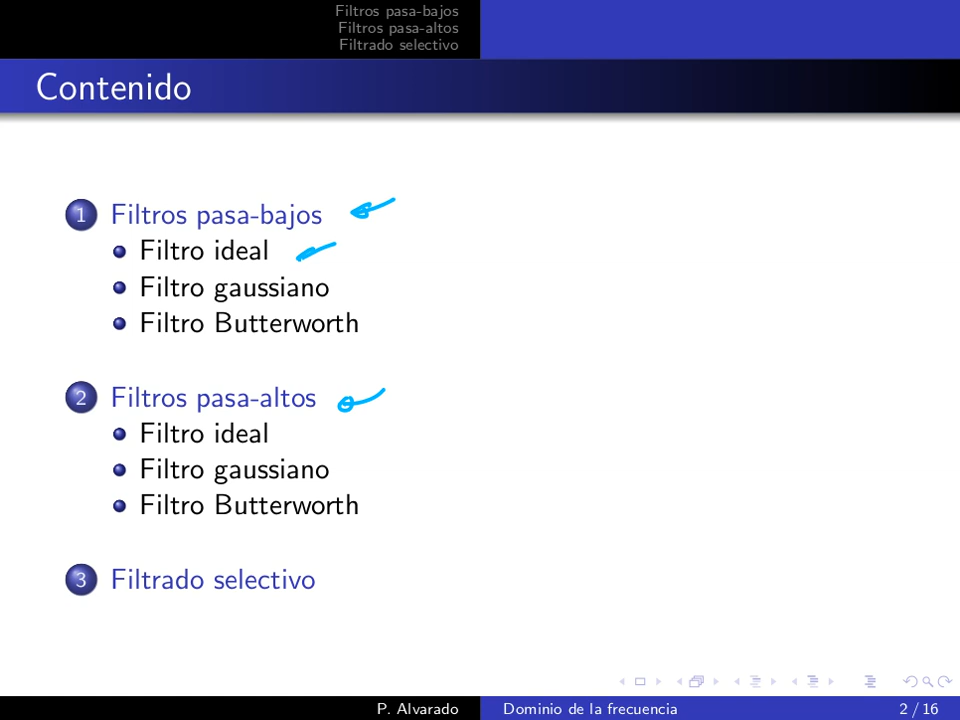 Filtros pasa-bajos
Filtros pasa-altos
Filtrado selectivo
Contenido
1 Filtros pasa-bajos
Filtro ideal
Filtro gaussiano
Filtro Butterworth
2 Filtros pasa-altos
Filtro ideal
Filtro gaussiano
Filtro Butterworth
3 Filtrado selectivo
P. Alvarado Dominio de la frecuencia 2 / 16